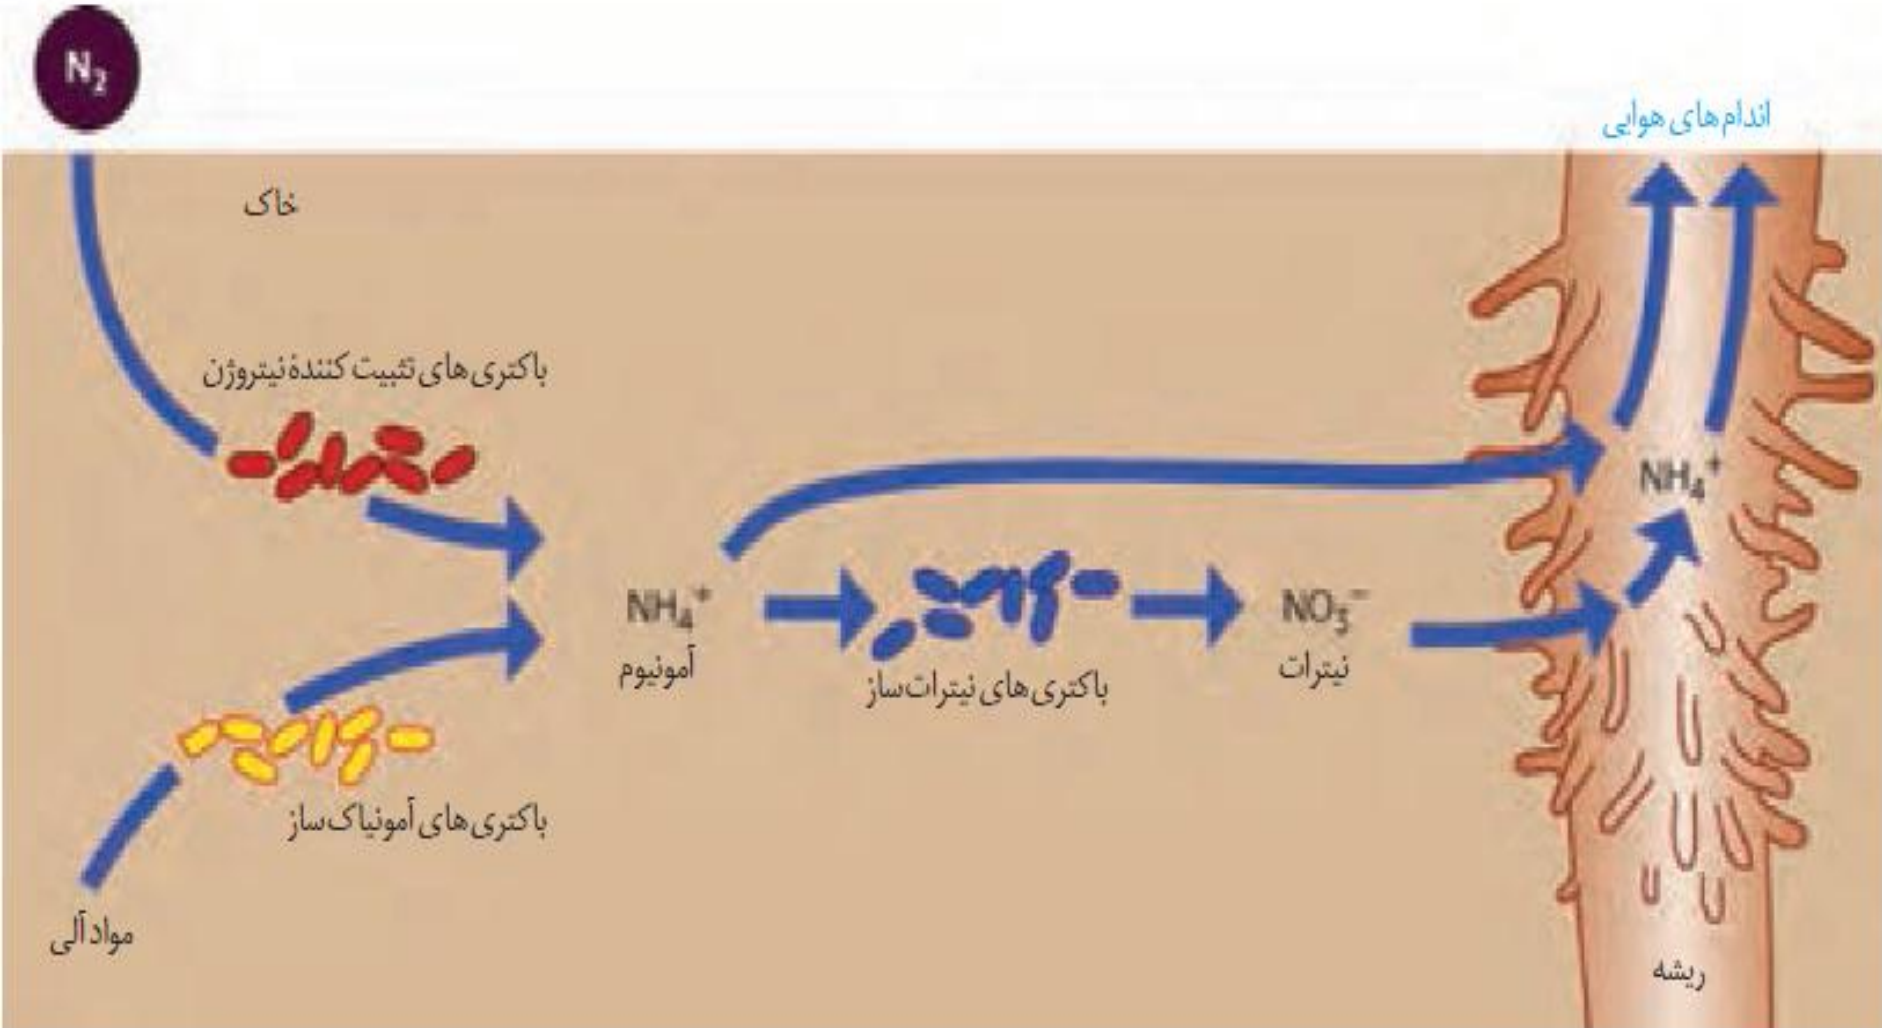 N₂
اندام‌های هوایی
خاک
باکتری‌های تثبیت کنندهٔ نیتروژن
NH₄⁺
NH₄⁺
آمونیوم
NO₃⁻
نیترات
باکتری‌های نیترات‌ساز
باکتری‌های آمونیاک‌ساز
مواد آلی
ریشه